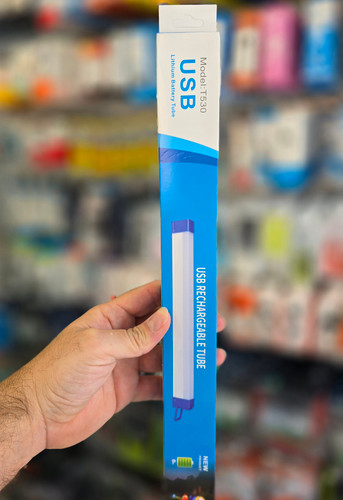 Model:T530
USB
Lithium Battery Tube
USB RECHARGEABLE TUBE
NEW